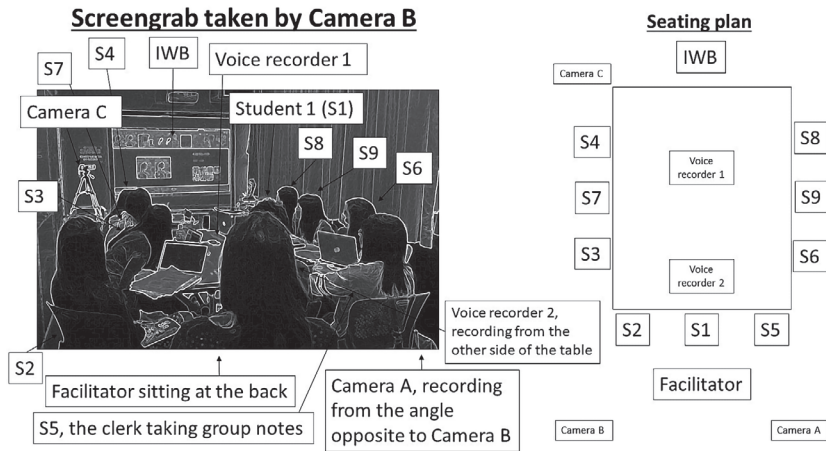 Screengrab taken by Camera B
S7
S4
IWB
Voice recorder 1
Camera C
Student 1 (S1)
S8
S9
S6
S3
S2
Voice recorder 2,
recording from the
other side of the table
Facilitator sitting at the back
S5, the clerk taking group notes
Camera A, recording
from the angle
opposite to Camera B
Seating plan
IWB
Camera C
S4
S8
Voice
recorder 1
S7
S9
S3
S6
Voice
recorder 2
S2
S1
S5
Facilitator
Camera B
Camera A